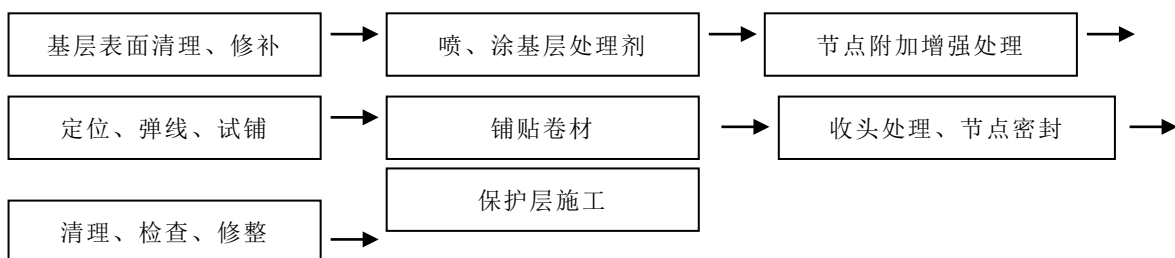 基层表面清理、修补
喷、涂基层处理剂
节点附加增强处理
定位、弹线、试铺
铺贴卷材
收头处理、节点密封
清理、检查、修整
保护层施工